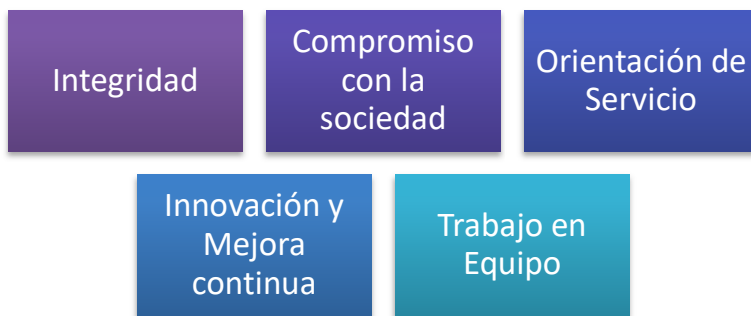 Integridad
Compromiso
con la
sociedad
Orientación de
Servicio
Innovación y
Mejora
continua
Trabajo en
Equipo